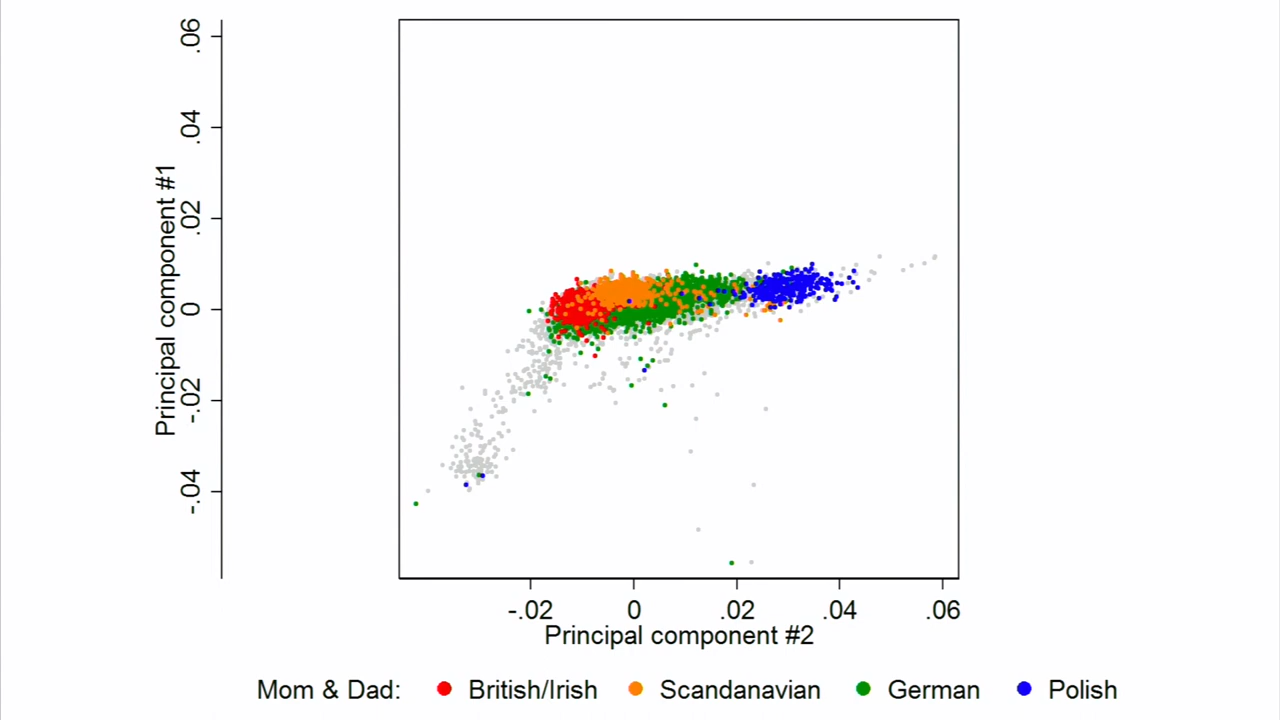 Principal component #1
.06
.04
.02
0
-.02
-.04
-.02 0 .02 .04 .06
Principal component #2
Mom & Dad: British/Irish Scandanavian German Polish